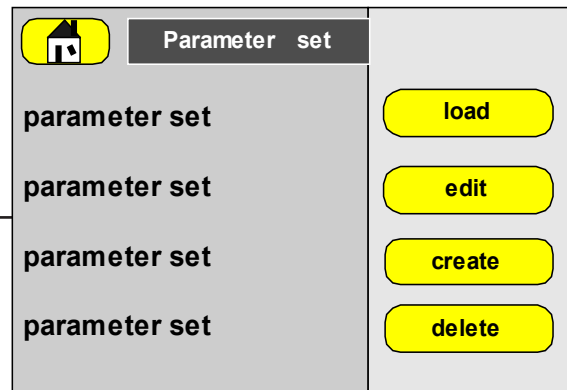 Parameter set
parameter set load
parameter set edit
parameter set create
parameter set delete